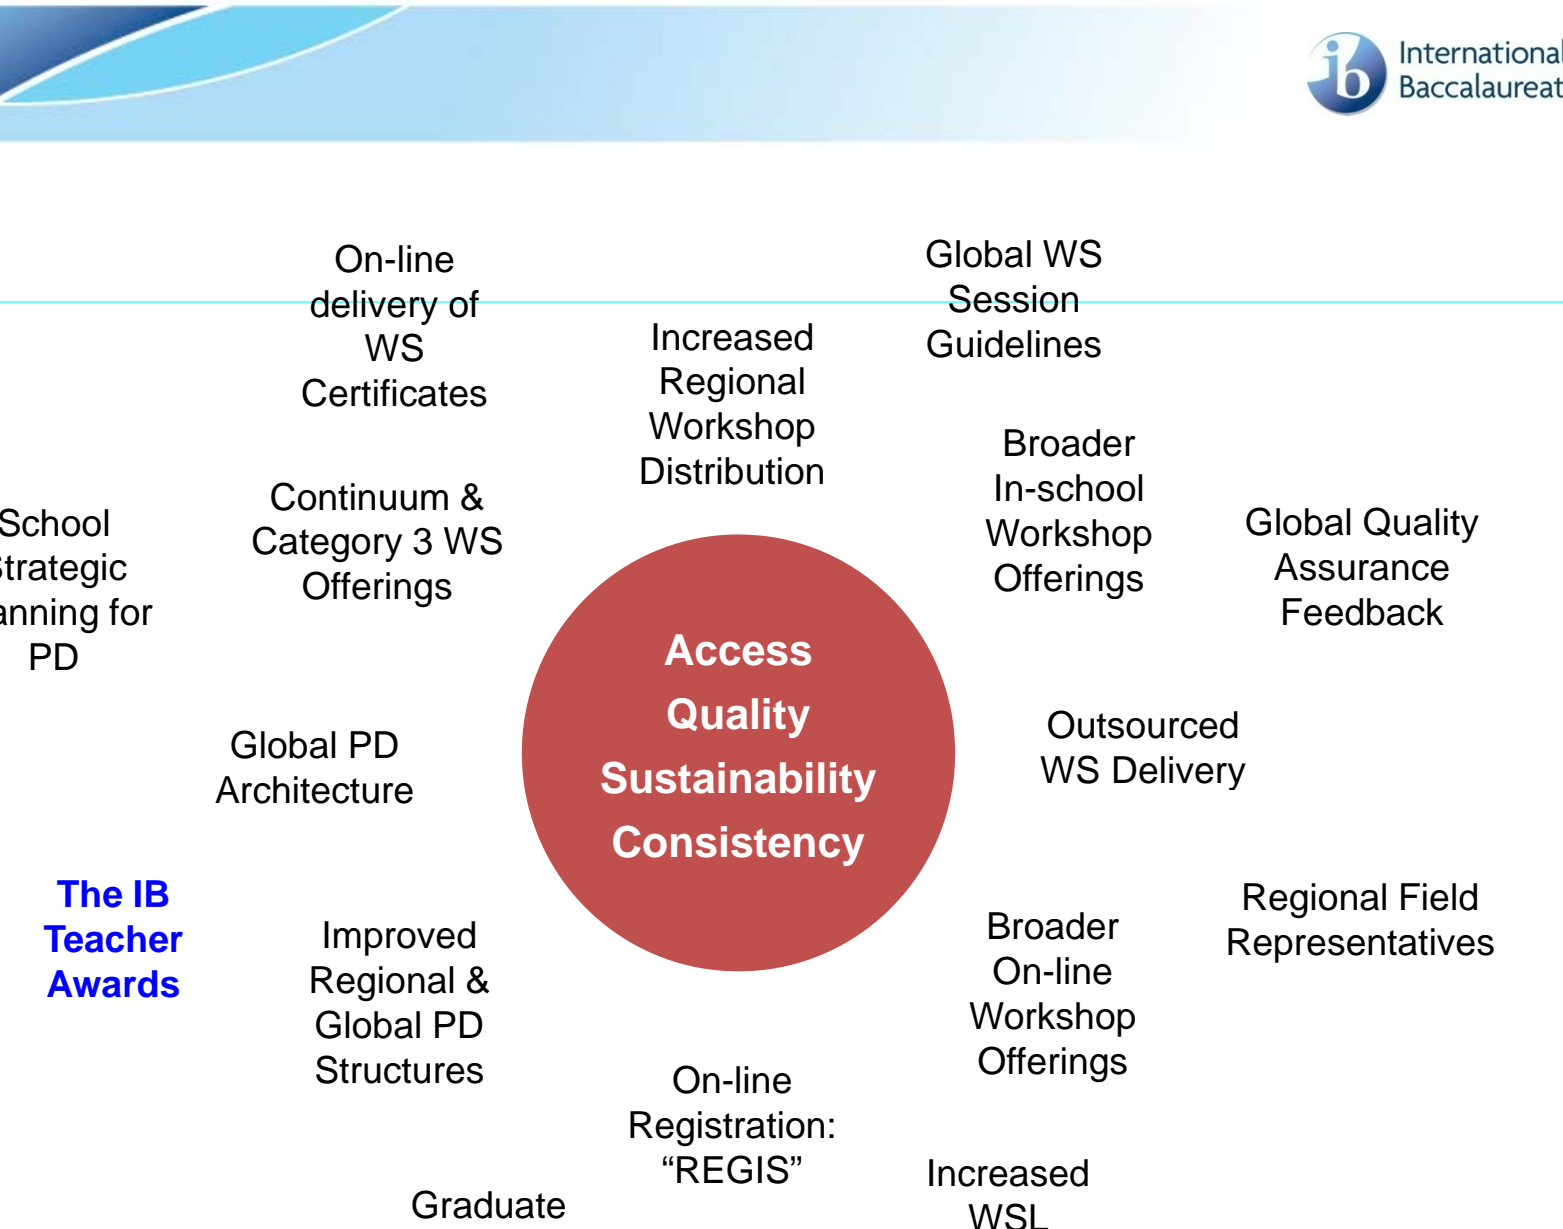 International
Baccalaureat
On-line
delivery of
WS
Certificates
Global WS
Session
Guidelines
Increased
Regional
Workshop
Distribution
Broader
In-school
Workshop
Offerings
Continuum &
Category 3 WS
Offerings
School
trategic
anning for
PD
Global Quality
Assurance
Feedback
Access
Quality
Sustainability
Consistency
Global PD
Architecture
Outsourced
WS Delivery
The IB
Teacher
Awards
Improved
Regional &
Global PD
Structures
Broader
On-line
Workshop
Offerings
Regional Field
Representatives
On-line
Registration:
“REGIS”
Graduate
Increased
WSL